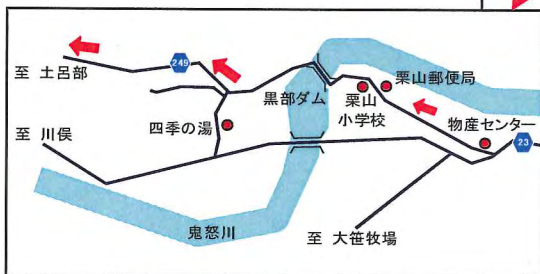 249
至 土呂部
黒部ダム
栗山郵便局
栗山
小学校
四季の湯
物産センター
至 川俣
23
鬼怒川
至 大笹牧場